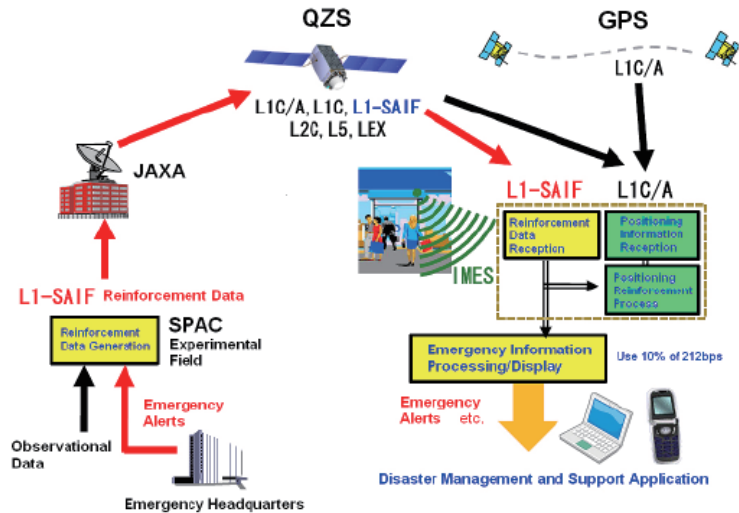 QZS
GPS
L1C/A
L1C/A, L1C, L1-SAIF
L2C, L5, LEX
JAXA
L1-SAIF
L1C/A
Reinforcement
Data
Reception
Positioning
Information
Reception
IMES
Positioning
Reinforcement
Process
L1-SAIF Reinforcement Data
SPAC
Experimental
Field
Reinforcement
Data Generation
Emergency Information
Processing/Display
Use 10% of 212bps
Emergency
Alerts
Emergency
Alerts etc.
Observational
Data
Disaster Management and Support Application
Emergency Headquarters